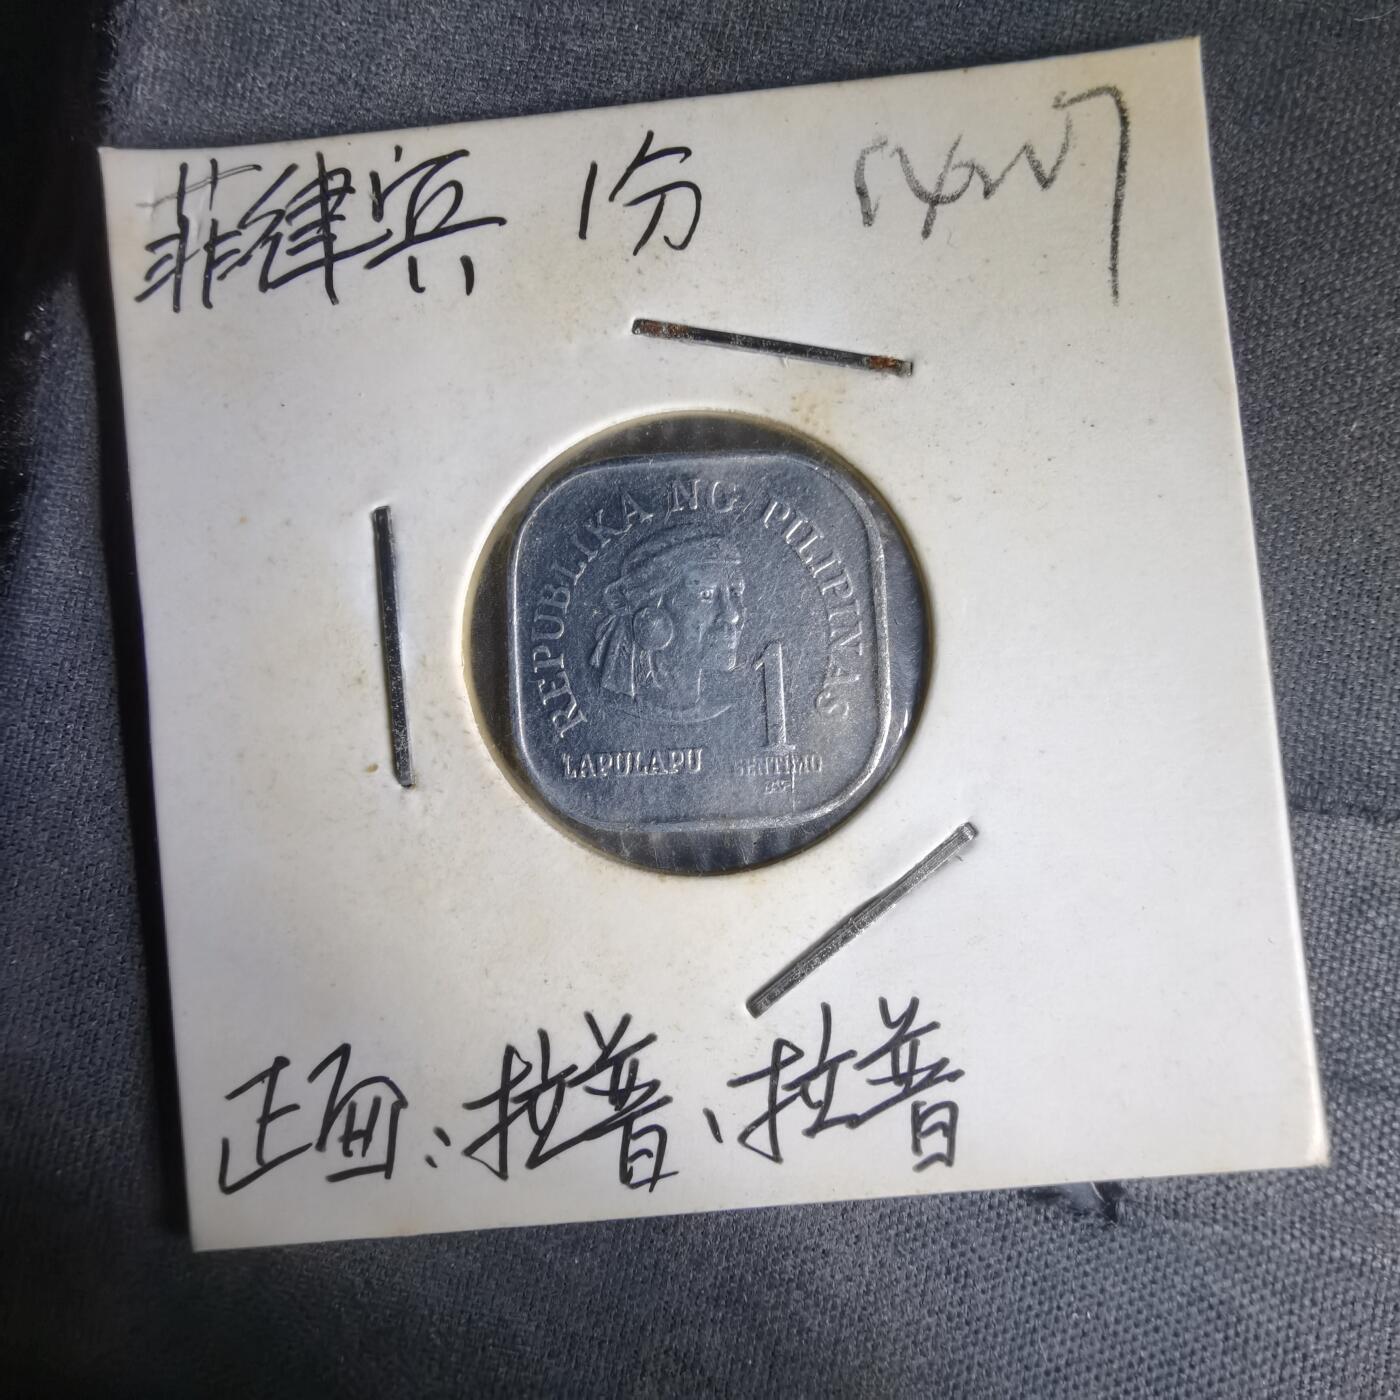 菲律宾 1分
REPUBLIKA NG PILIPINAS
1
LAPULAPU SENTIMO
正面:拉普、拉普